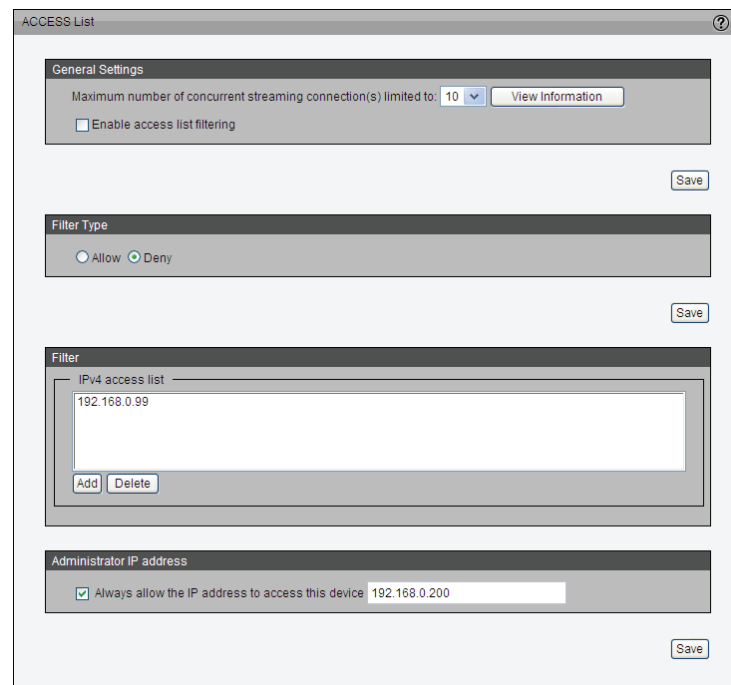 ACCESS List
?
General Settings
Maximum number of concurrent streaming connection(s) limited to: 10 View Information
Enable access list filtering
Save
Filter Type
Allow Deny
Save
Filter
IPv4 access list
192.168.0.99
Add Delete
Administrator IP address
Always allow the IP address to access this device 192.168.0.200
Save